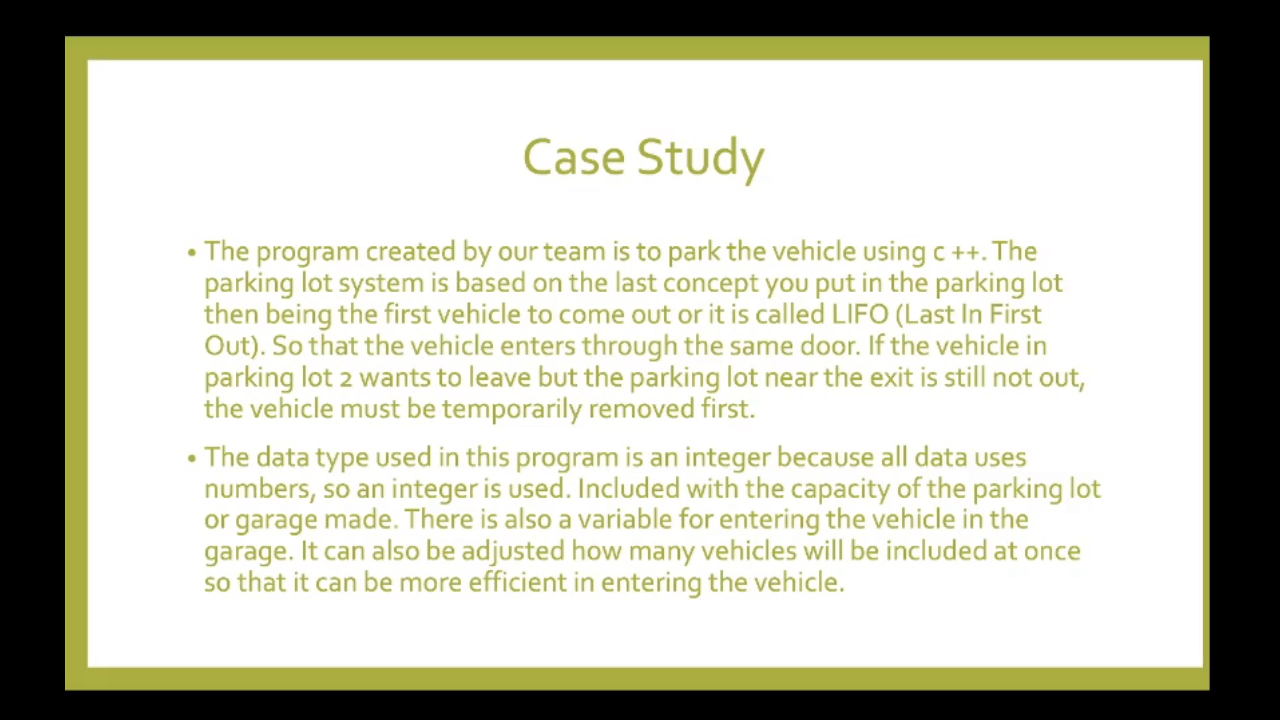 Case Study
• The program created by our team is to park the vehicle using c ++. The
parking lot system is based on the last concept you put in the parking lot
then being the first vehicle to come out or it is called LIFO (Last In First
Out). So that the vehicle enters through the same door. If the vehicle in
parking lot 2 wants to leave but the parking lot near the exit is still not out,
the vehicle must be temporarily removed first.
• The data type used in this program is an integer because all data uses
numbers, so an integer is used. Included with the capacity of the parking lot
or garage made. There is also a variable for entering the vehicle in the
garage. It can also be adjusted how many vehicles will be included at once
so that it can be more efficient in entering the vehicle.